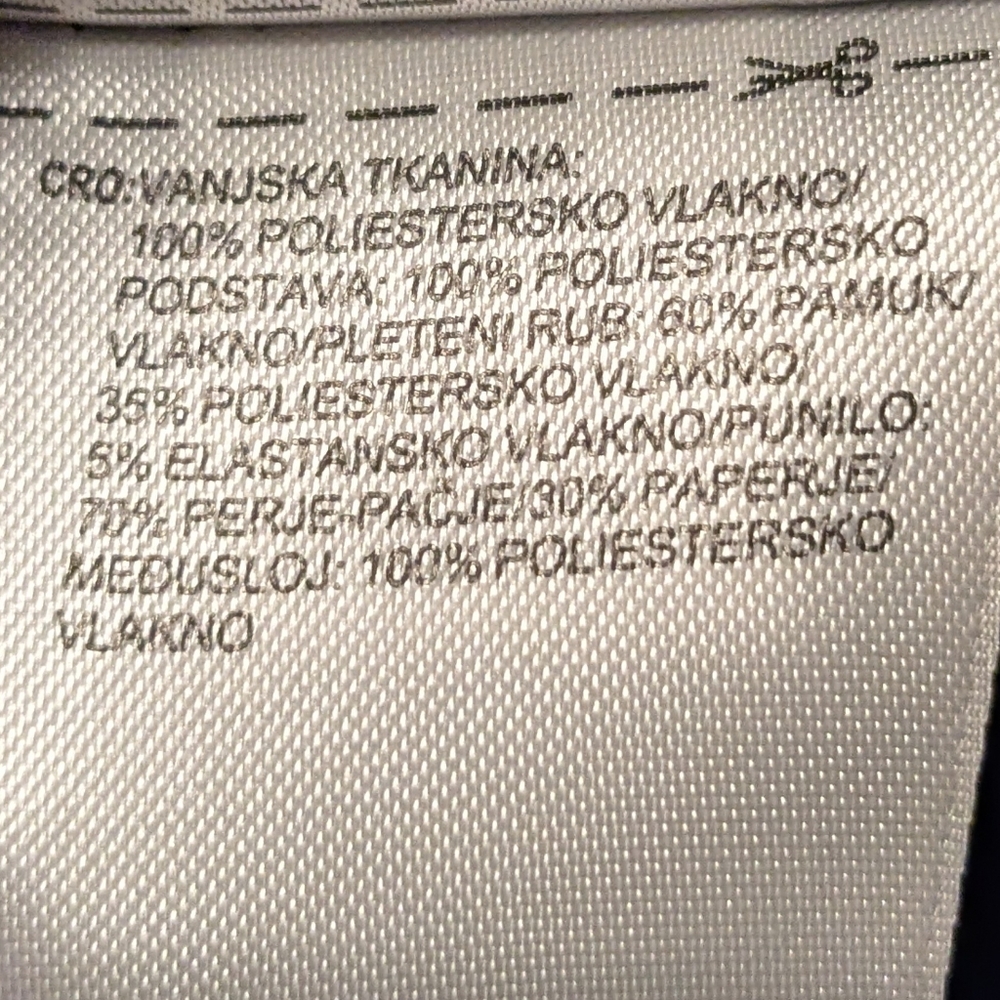 CRO:VANJSKA TKANINA:
100% POLIESTERSKO VLAKNO/
PODSTAVA: 100% POLIESTERSKO
VLAKNO/PLETENI RUB: 60% PAMUK/
35% POLIESTERSKO VLAKNO/
5% ELASTANSKO VLAKNO/PUNILO:
70% PERJE-PAČJE/30% PAPERJE/
MEĐUSLOJ: 100% POLIESTERSKO
VLAKNO